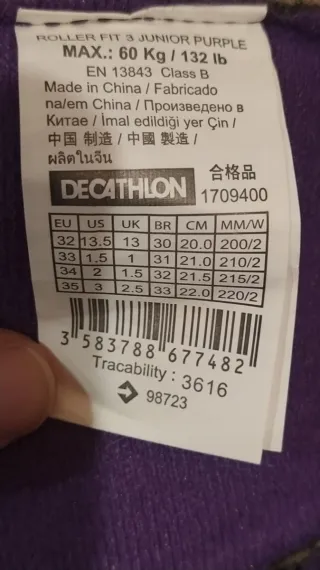 ROLLER FIT 3 JUNIOR PURPLE
MAX.: 60 Kg / 132 lb
EN 13843 Class B
Made in China / Fabricado
na/em China / Произведено в
Китае / İmal edildiği yer Çin /
中国 制造 / 中國 製造 /
ผลิตในจีน
合格品
DECATHLON 1709400
EU US UK BR CM MM/W
32 13.5 13 30 20.0 200/2
33 1.5 1 31 21.0 210/2
34 2 1.5 32 21.5 215/2
35 3 2.5 33 22.0 220/2
3 583788 677482
Tracability : 3616
98723